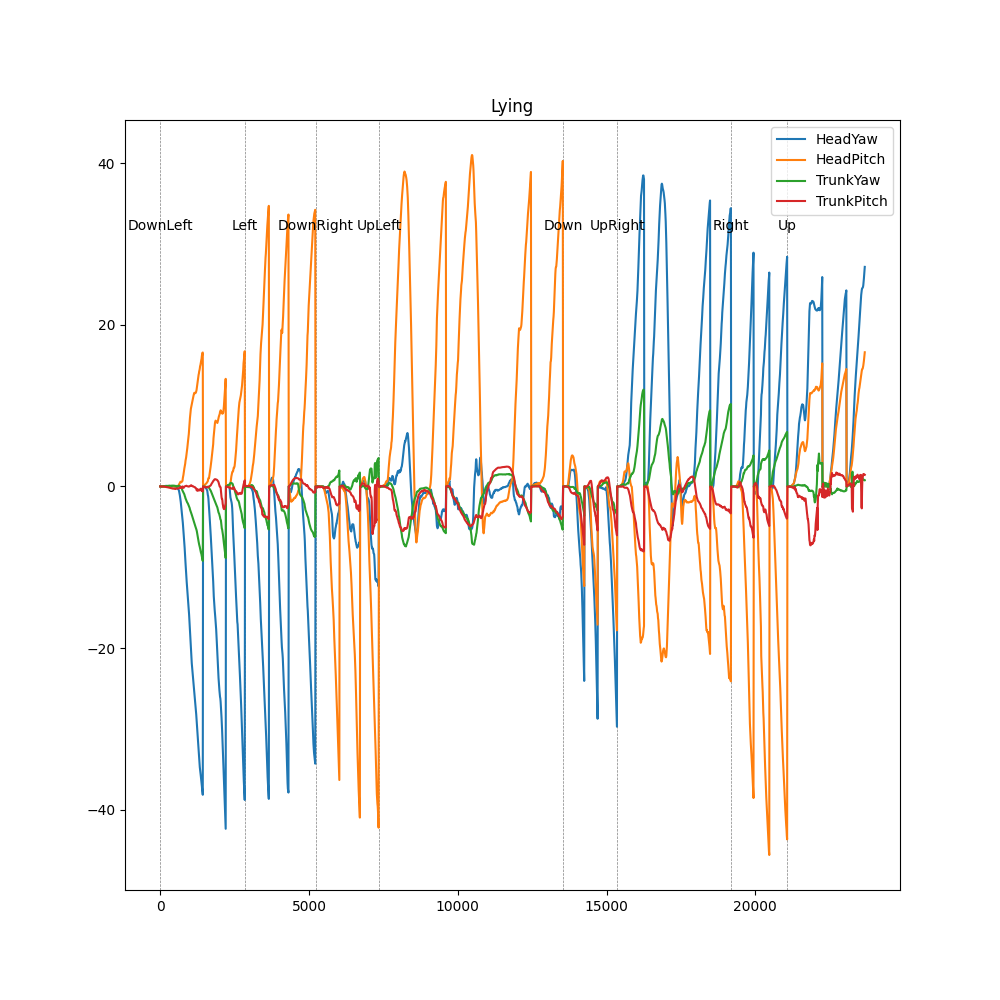 Lying
HeadYaw
HeadPitch
TrunkYaw
TrunkPitch
DownLeft Left DownRight UpLeft Down UpRight Right Up
40
20
0
−20
−40
0 5000 10000 15000 20000